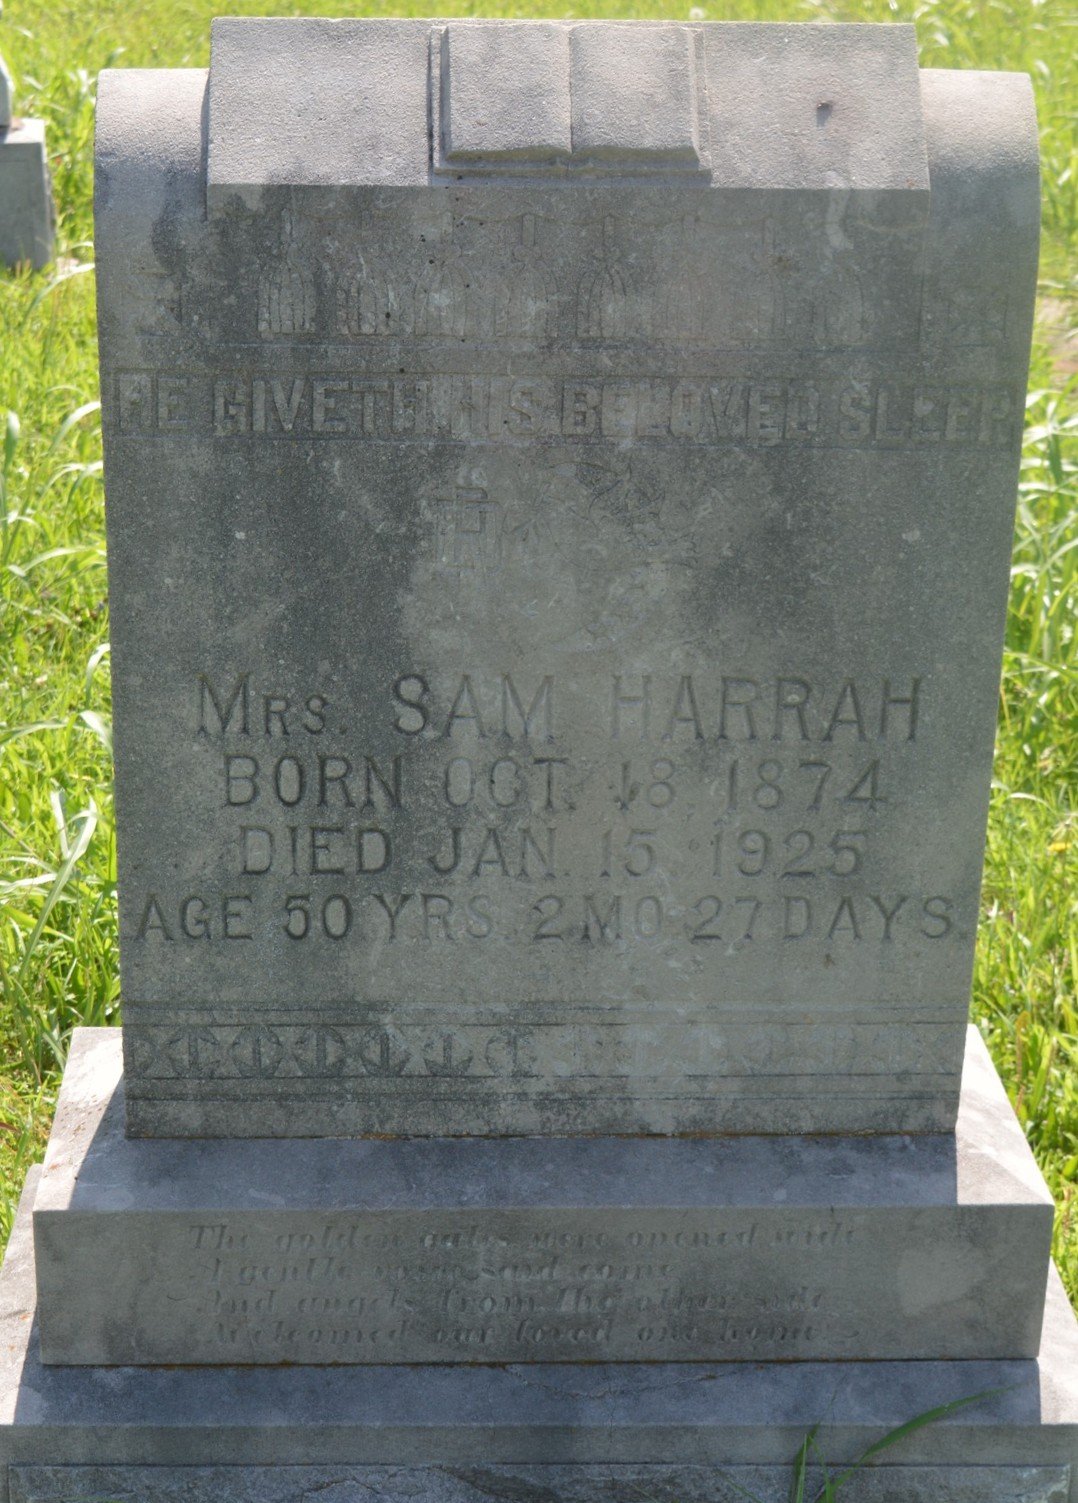 HE GIVETH HIS BELOVED SLEEP.
MRS. SAM HARRAH
BORN OCT. 18, 1874
DIED JAN. 15, 1925
AGE 50 YRS. 2 MO. 27 DAYS.
The golden gates were opened wide
A gentle voice said come
And angels from the other side
Welcomed our loved one home